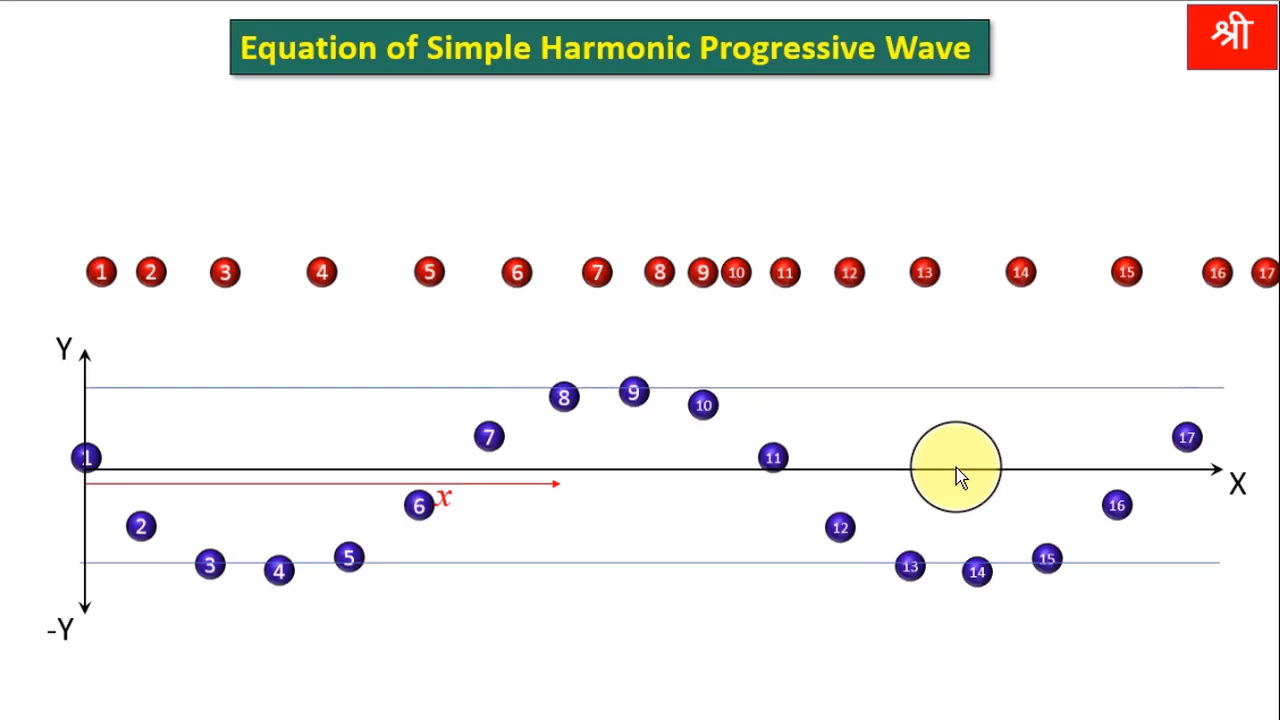 Equation of Simple Harmonic Progressive Wave
श्री
1 2 3 4 5 6 7 8 9 10 11 12 13 14 15 16 17
Y
8 9 10
7 17
1 11
X
x
6 16
2 12
3 4 5 13 14 15
-Y